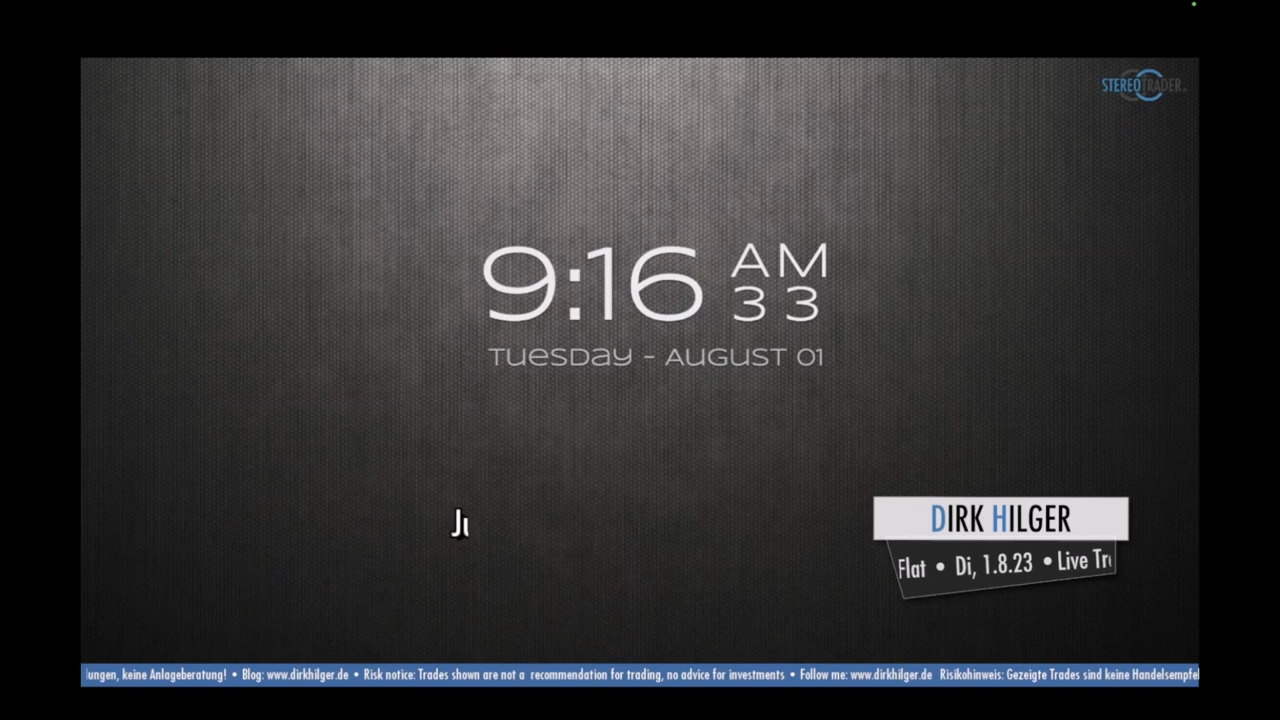 STEREOTRADER
9:16 AM
33
Tuesday - August 01
DIRK HILGER
Flat • Di, 1.8.23 • Live
keine Anlageberatung! • Blog: www.dirkhilger.de • Risk notice: Trades shown are not a recommendation for trading, no advice for investments • Follow me: www.dirkhilger.de Risikohinweis: Gezeigte Trades sind keine